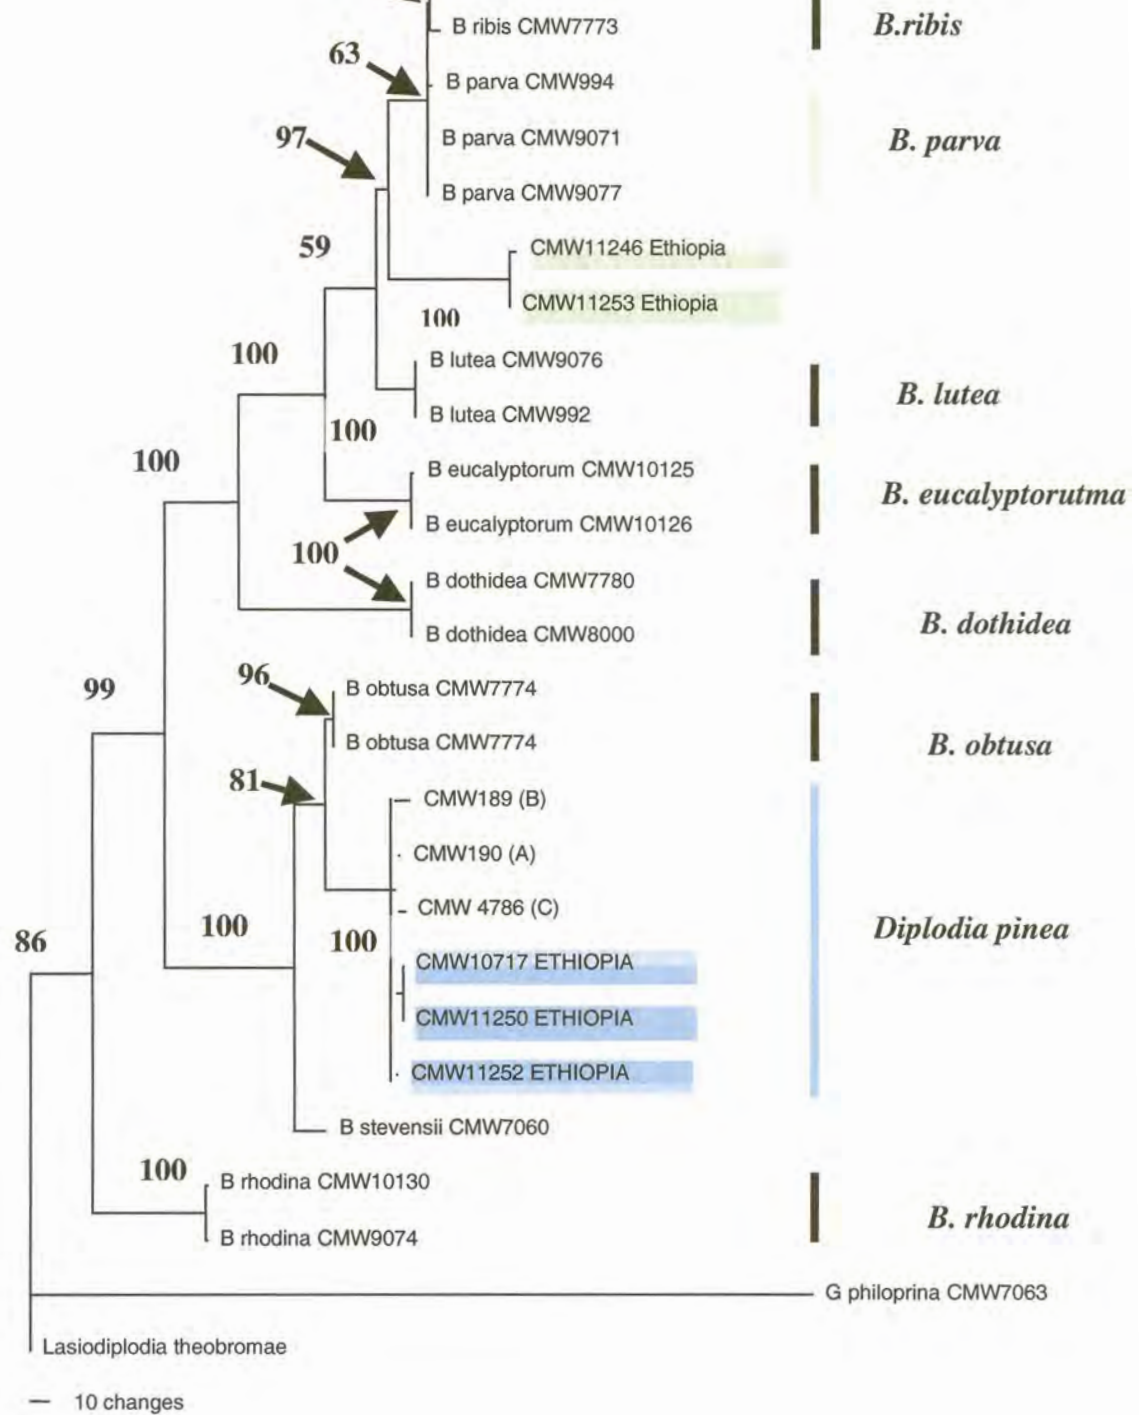 B ribis CMW7773
B.ribis
63
B parva CMW994
97
B parva CMW9071
B. parva
B parva CMW9077
59
CMW11246 Ethiopia
CMW11253 Ethiopia
100
100
B lutea CMW9076
B. lutea
B lutea CMW992
100
100
B eucalyptorum CMW10125
B. eucalyptorutma
B eucalyptorum CMW10126
100
B dothidea CMW7780
B. dothidea
B dothidea CMW8000
96
99
B obtusa CMW7774
B obtusa CMW7774
B. obtusa
81
CMW189 (B)
CMW190 (A)
CMW 4786 (C)
100
100
86
Diplodia pinea
CMW10717 ETHIOPIA
CMW11250 ETHIOPIA
CMW11252 ETHIOPIA
B stevensii CMW7060
100
B rhodina CMW10130
B. rhodina
B rhodina CMW9074
G philoprina CMW7063
Lasiodiplodia theobromae
10 changes